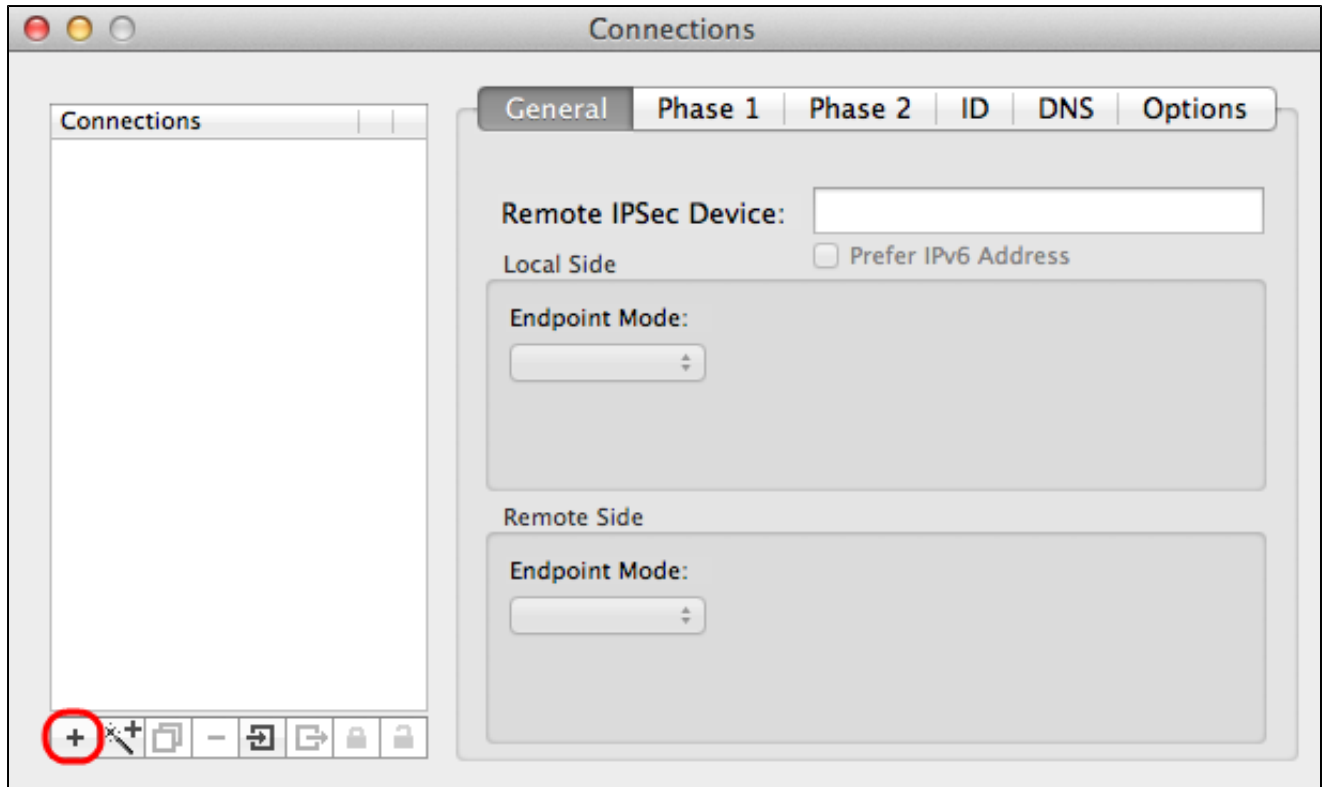 Connections
Connections
General Phase 1 Phase 2 ID DNS Options
Remote IPSec Device:
Prefer IPv6 Address
Local Side
Endpoint Mode:
Remote Side
Endpoint Mode: